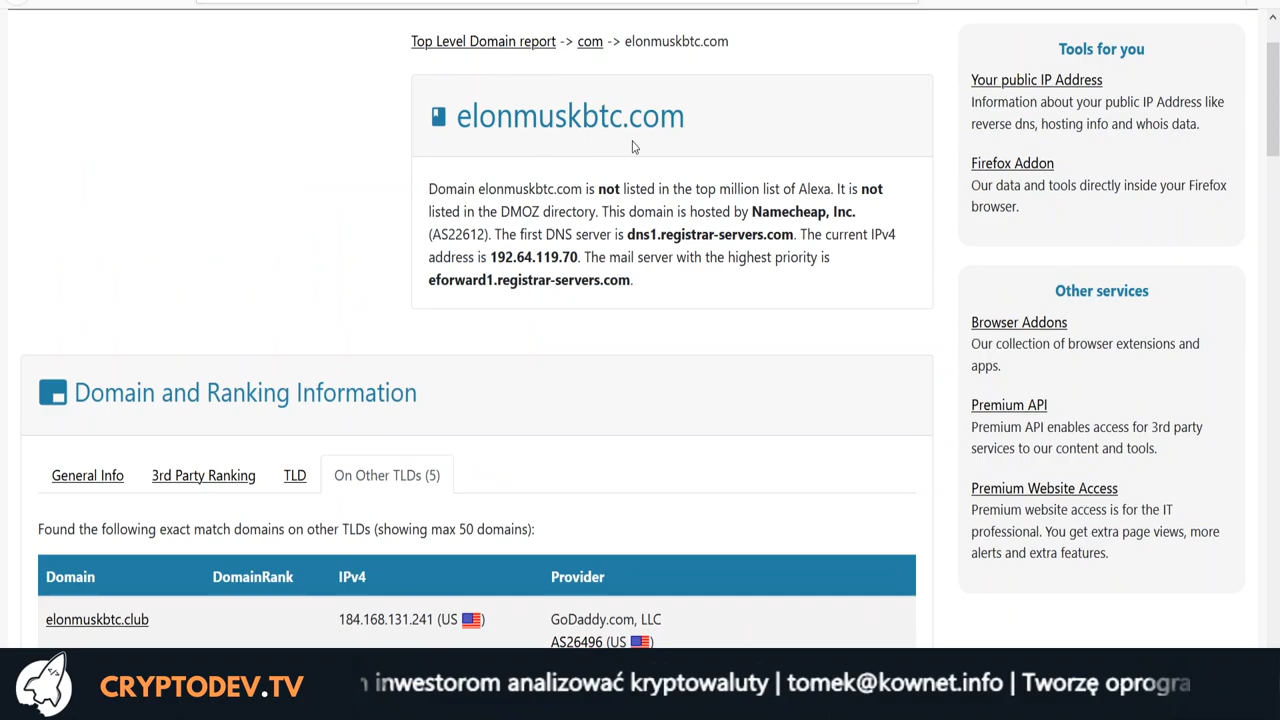 Top Level Domain report -> com -> elonmuskbtc.com
elonmuskbtc.com
Domain elonmuskbtc.com is not listed in the top million list of Alexa. It is not
listed in the DMOZ directory. This domain is hosted by Namecheap, Inc.
(AS22612). The first DNS server is dns1.registrar-servers.com. The current IPv4
address is 192.64.119.70. The mail server with the highest priority is
eforward1.registrar-servers.com.
Domain and Ranking Information
General Info 3rd Party Ranking TLD On Other TLDs (5)
Found the following exact match domains on other TLDs (showing max 50 domains):
Domain DomainRank IPv4 Provider
elonmuskbtc.club 184.168.131.241 (US ) GoDaddy.com, LLC
AS26496 (US )
Tools for you
Your public IP Address
Information about your public IP Address like
reverse dns, hosting info and whois data.
Firefox Addon
Our data and tools directly inside your Firefox
browser.
Other services
Browser Addons
Our collection of browser extensions and
apps.
Premium API
Premium API enables access for 3rd party
services to our content and tools.
Premium Website Access
Premium website access is for the IT
professional. You get extra page views, more
alerts and extra features.
CRYPTODEV.TV
inwestorom analizować kryptowaluty | tomek@kownet.info | Tworzę oprogra